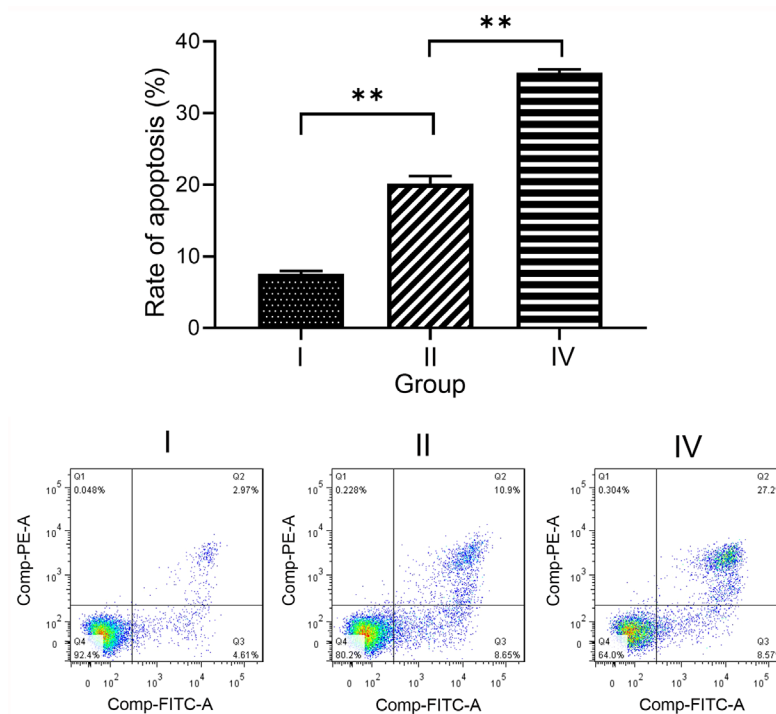 40
**
30
**
20
10
0
Rate of apoptosis (%)
I II IV
Group
I II IV
Q1
0.048%
Q2
2.97%
Q4
92.4%
Q3
4.61%
10⁵
10⁴
10³
10²
0
Comp-PE-A
0 10² 10³ 10⁴ 10⁵
Comp-FITC-A
Q1
0.228%
Q2
10.9%
Q4
80.2%
Q3
8.65%
10⁵
10⁴
10³
10²
0
Comp-PE-A
0 10² 10³ 10⁴ 10⁵
Comp-FITC-A
Q1
0.304%
Q2
27.2
Q4
64.0%
Q3
8.57
10⁵
10⁴
10³
10²
0
Comp-PE-A
0 10² 10³ 10⁴ 10⁵
Comp-FITC-A